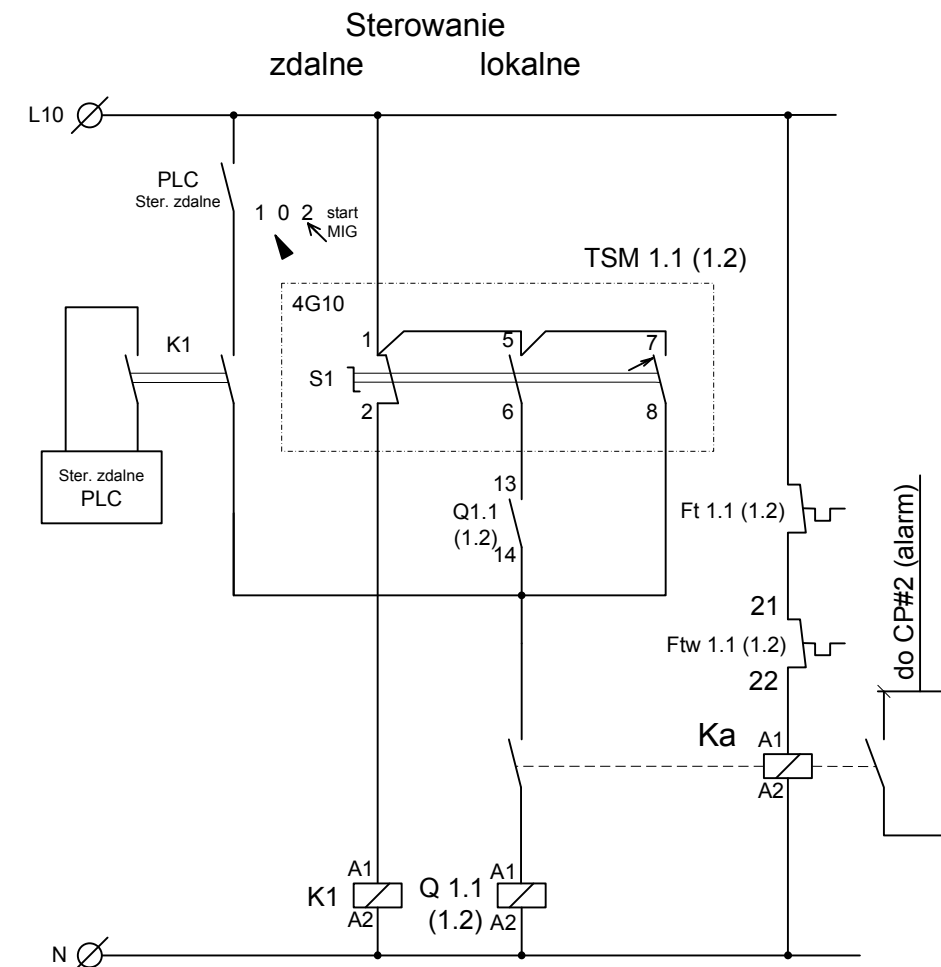 Sterowanie
zdalne lokalne
L10
PLC
Ster. zdalne
1 0 2 start
MIG
TSM 1.1 (1.2)
4G10
1 5 7
K1
S1
2 6 8
Ster. zdalne
PLC
13
Q1.1
(1.2)
14
Ft 1.1 (1.2)
21
Ftw 1.1 (1.2)
22
do CP#2 (alarm)
Ka
A1
A2
A1
K1
A2
A1
Q 1.1
(1.2)
A2
N